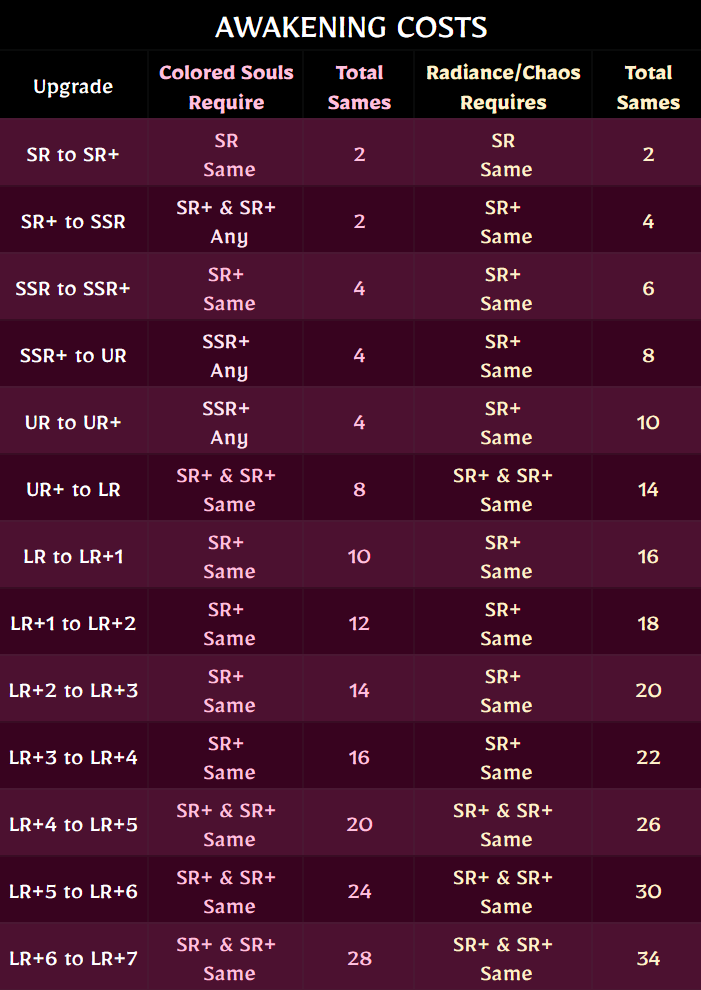 AWAKENING COSTS
Upgrade
Colored Souls
Require
Total
Sames
Radiance/Chaos
Requires
Total
Sames
SR to SR+
SR
Same
2
SR
Same
2
SR+ to SSR
SR+ & SR+
Any
2
SR+
Same
4
SSR to SSR+
SR+
Same
4
SR+
Same
6
SSR+ to UR
SSR+
Any
4
SR+
Same
8
UR to UR+
SSR+
Any
4
SR+
Same
10
UR+ to LR
SR+ & SR+
Same
8
SR+ & SR+
Same
14
LR to LR+1
SR+
Same
10
SR+
Same
16
LR+1 to LR+2
SR+
Same
12
SR+
Same
18
LR+2 to LR+3
SR+
Same
14
SR+
Same
20
LR+3 to LR+4
SR+
Same
16
SR+
Same
22
LR+4 to LR+5
SR+ & SR+
Same
20
SR+ & SR+
Same
26
LR+5 to LR+6
SR+ & SR+
Same
24
SR+ & SR+
Same
30
LR+6 to LR+7
SR+ & SR+
Same
28
SR+ & SR+
Same
34